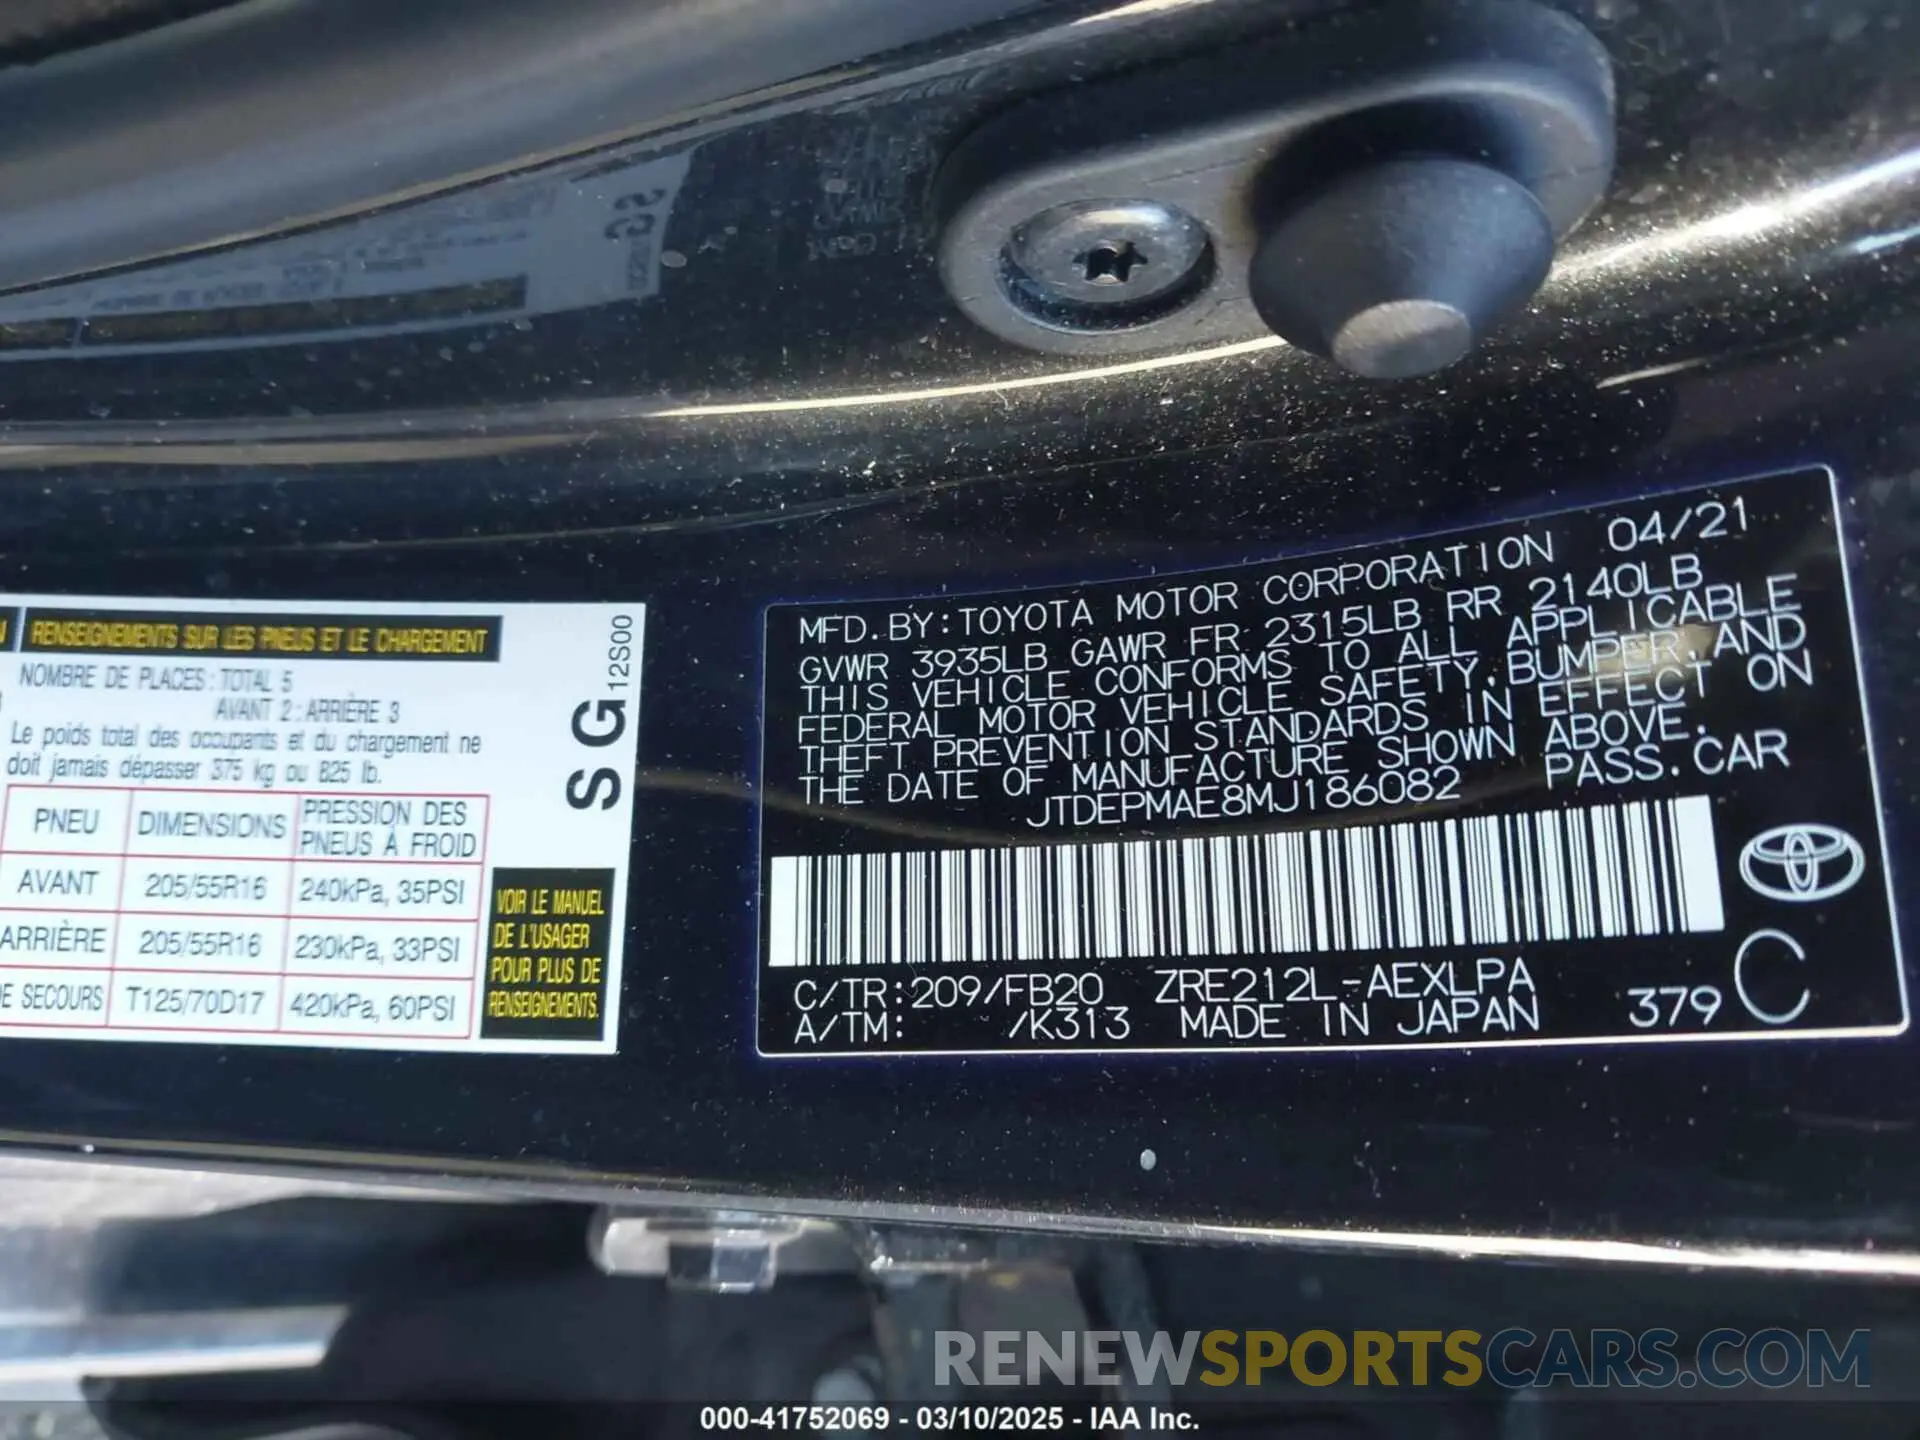 RENSEIGNEMENTS SUR LES PNEUS ET LE CHARGEMENT
NOMBRE DE PLACES : TOTAL 5
AVANT 2 : ARRIÈRE 3
Le poids total des occupants et du chargement ne
doit jamais dépasser 375 kg ou 825 lb.
PNEU DIMENSIONS PRESSION DES PNEUS À FROID
AVANT 205/55R16 240kPa, 35PSI
ARRIÈRE 205/55R16 230kPa, 33PSI
SECOURS T125/70D17 420kPa, 60PSI
VOIR LE MANUEL
DE L'USAGER
POUR PLUS DE
RENSEIGNEMENTS.
S G 12S00
MFD.BY:TOYOTA MOTOR CORPORATION 04/21
GVWR 3935LB GAWR FR 2315LB RR 2140LB
THIS VEHICLE CONFORMS TO ALL APPLICABLE
FEDERAL MOTOR VEHICLE SAFETY,BUMPER,AND
THEFT PREVENTION STANDARDS IN EFFECT ON
THE DATE OF MANUFACTURE SHOWN ABOVE.
JTDEPMAE8MJ186082 PASS.CAR
C/TR:209/FB20 ZRE212L-AEXLPA
A/TM: /K313 MADE IN JAPAN 379 C
RENEWSPORTSCARS.COM
000-41752069 - 03/10/2025 - IAA Inc.